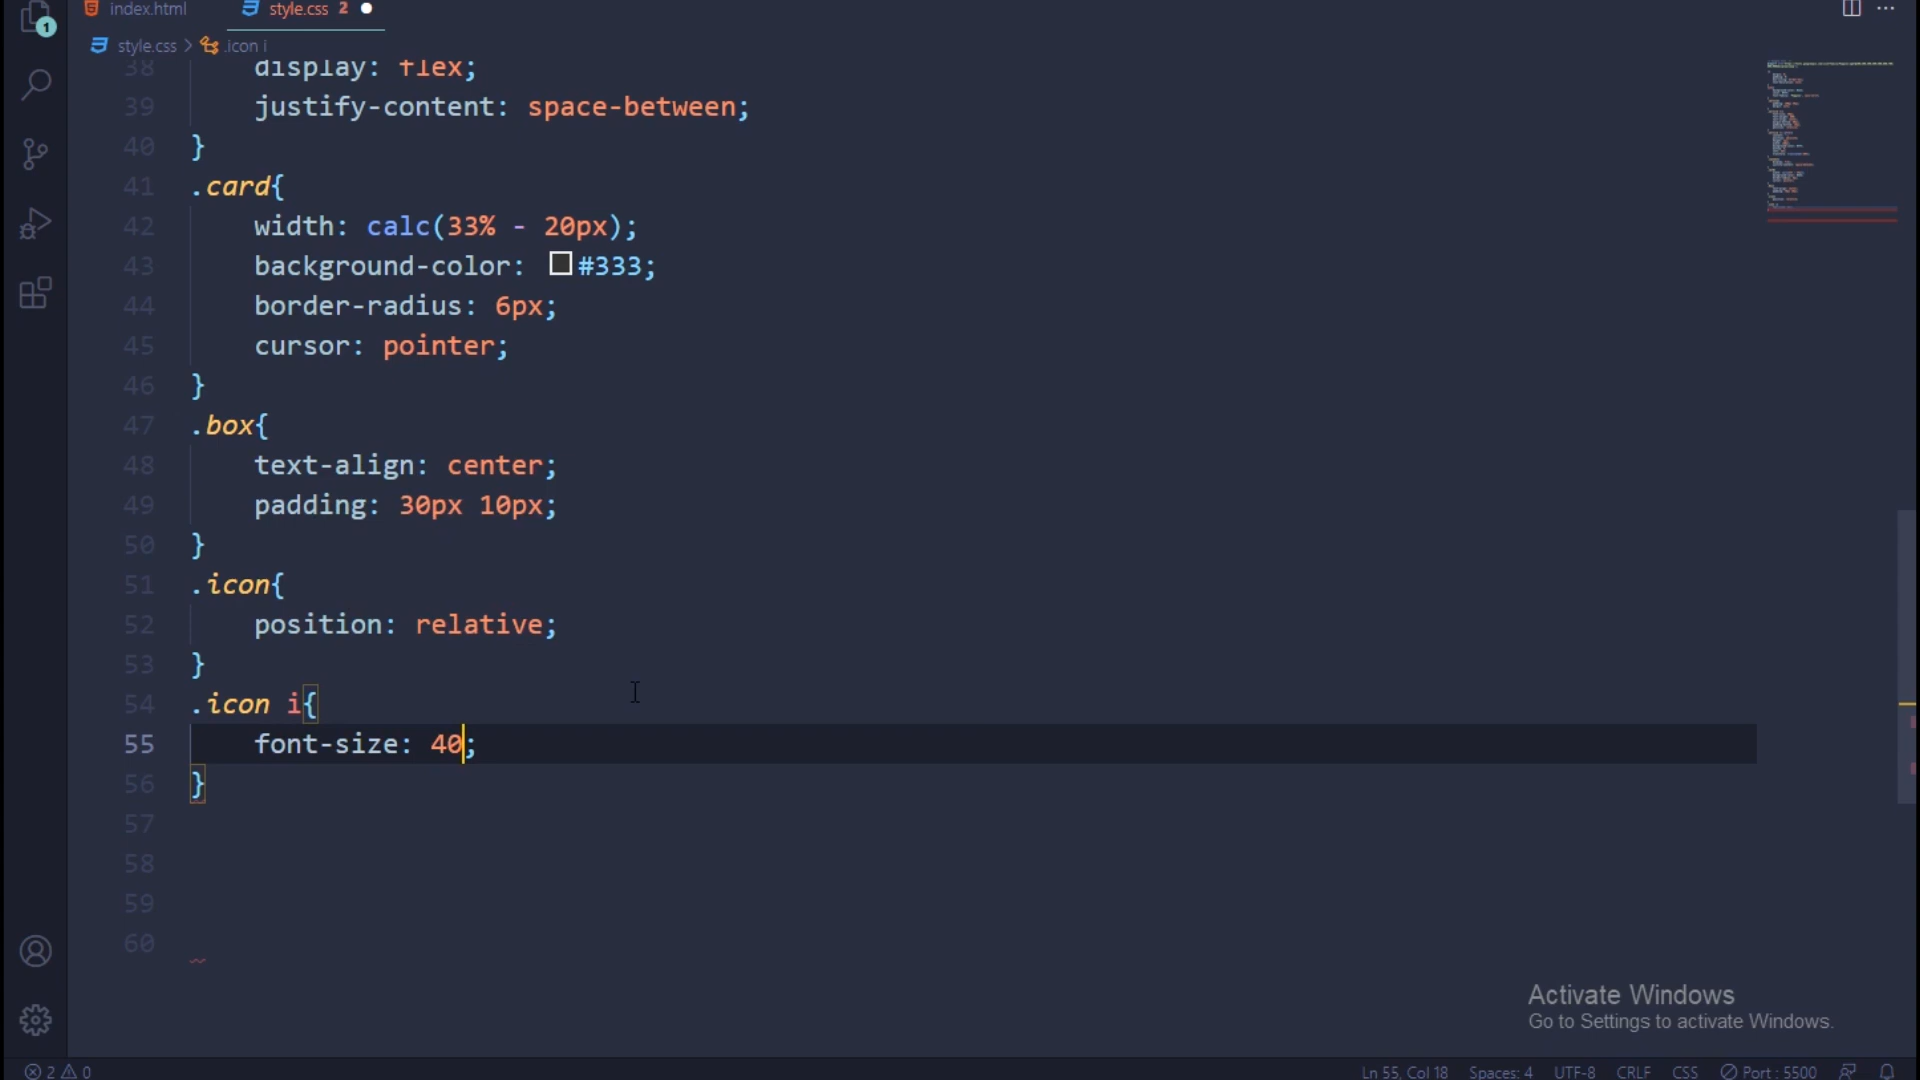 index.html style.css 2
style.css > .icon i
38 display: flex;
39 justify-content: space-between;
40 }
41 .card{
42 width: calc(33% - 20px);
43 background-color: #333;
44 border-radius: 6px;
45 cursor: pointer;
46 }
47 .box{
48 text-align: center;
49 padding: 30px 10px;
50 }
51 .icon{
52 position: relative;
53 }
54 .icon i{
55 font-size: 40;
56 }
57
58
59
60
1
Activate Windows
Go to Settings to activate Windows.
2 0 Ln 55, Col 18 Spaces: 4 UTF-8 CRLF CSS Port : 5500